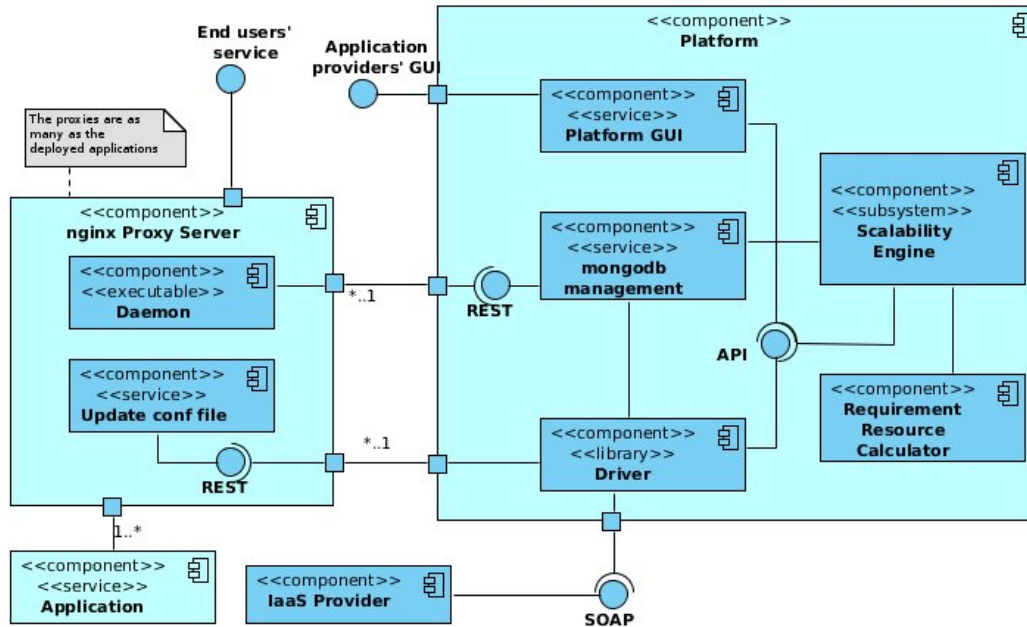 End users'
service
Application
providers' GUI
<<component>>
Platform
The proxies are as
many as the
deployed applications
<<component>>
<<service>>
Platform GUI
<<component>>
nginx Proxy Server
<<component>>
<<subsystem>>
Scalability
Engine
<<component>>
<<service>>
mongodb
management
<<component>>
<<executable>>
Daemon
*..1
REST
API
<<component>>
<<service>>
Update conf file
<<component>>
Requirement
Resource
Calculator
*..1
REST
<<component>>
<<library>>
Driver
1..*
<<component>>
<<service>>
Application
<<component>>
IaaS Provider
SOAP